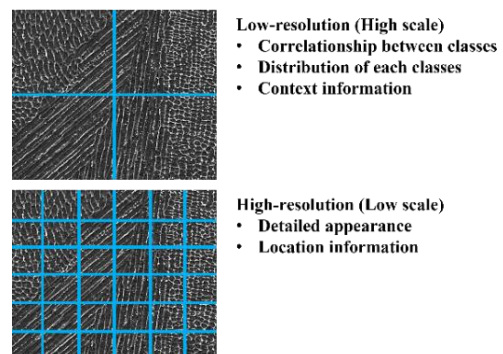 Low-resolution (High scale)
• Correlationship between classes
• Distribution of each classes
• Context information
High-resolution (Low scale)
• Detailed appearance
• Location information